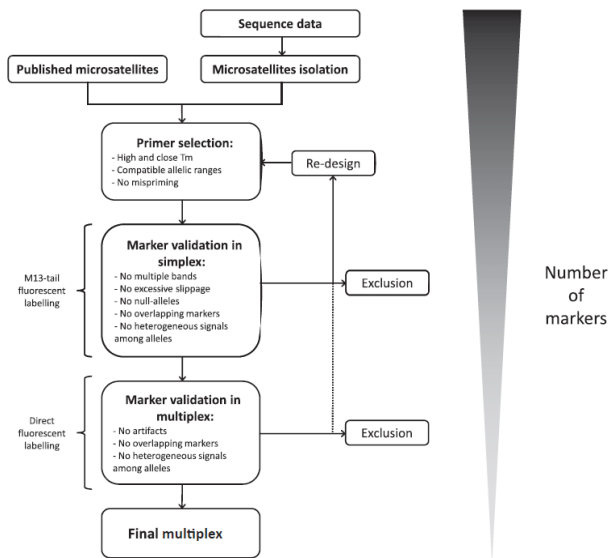 Sequence data
Published microsatellites
Microsatellites isolation
Primer selection:
- High and close Tm
- Compatible allelic ranges
- No mispriming
Re-design
M13-tail
fluorescent
labelling
Marker validation in
simplex:
- No multiple bands
- No excessive slippage
- No null-alleles
- No overlapping markers
- No heterogeneous signals
among alleles
Exclusion
Number
of
markers
Direct
fluorescent
labelling
Marker validation in
multiplex:
- No artifacts
- No overlapping markers
- No heterogeneous signals
among alleles
Exclusion
Final multiplex